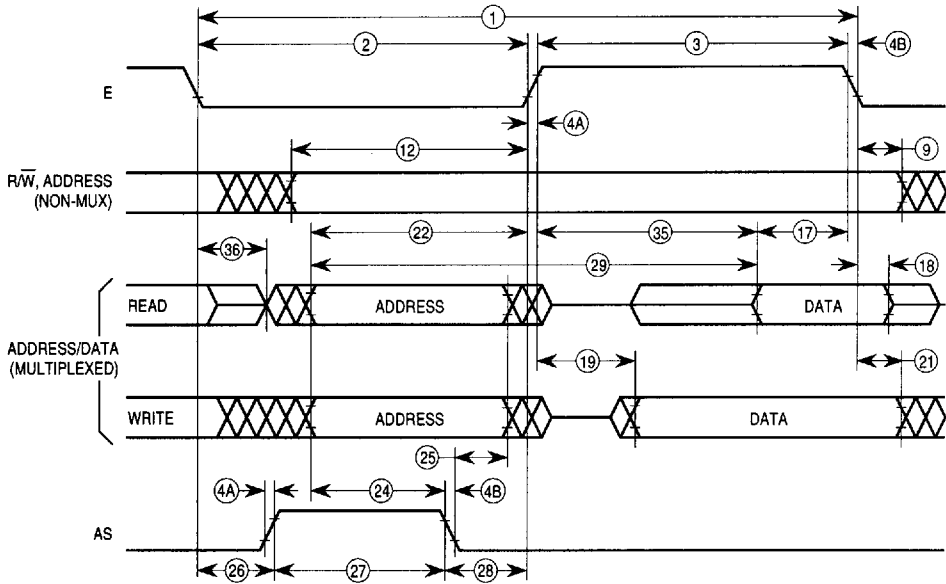 1
2
3
4B
E
4A
12
9
R/W̅, ADDRESS
(NON-MUX)
22
35
17
36
29
18
READ
ADDRESS
DATA
ADDRESS/DATA
(MULTIPLEXED)
19
21
WRITE
ADDRESS
DATA
25
4A
24
4B
AS
26
27
28